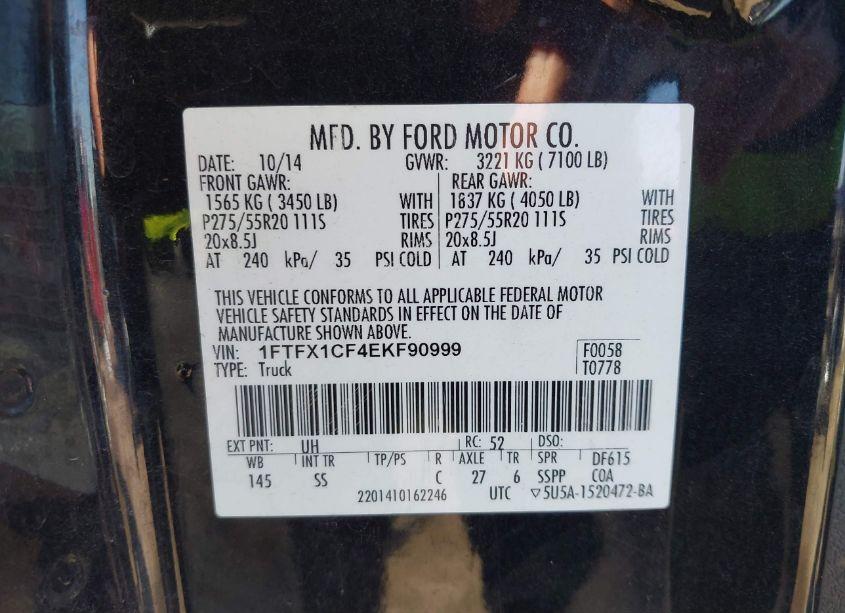 MFD. BY FORD MOTOR CO.
DATE: 10/14 GVWR: 3221 KG ( 7100 LB)
FRONT GAWR: REAR GAWR:
1565 KG ( 3450 LB) WITH 1837 KG ( 4050 LB) WITH
P275/55R20 111S TIRES P275/55R20 111S TIRES
20x8.5J RIMS 20x8.5J RIMS
AT 240 kPa/ 35 PSI COLD AT 240 kPa/ 35 PSI COLD
THIS VEHICLE CONFORMS TO ALL APPLICABLE FEDERAL MOTOR
VEHICLE SAFETY STANDARDS IN EFFECT ON THE DATE OF
MANUFACTURE SHOWN ABOVE.
VIN: 1FTFX1CF4EKF90999 F0058
TYPE: Truck T0778
EXT PNT: UH RC: 52 DSO:
WB INT TR TP/PS R AXLE TR SPR DF615
145 SS C 27 6 SSPP COA
2201410162246 UTC ▽5U5A-1520472-BA